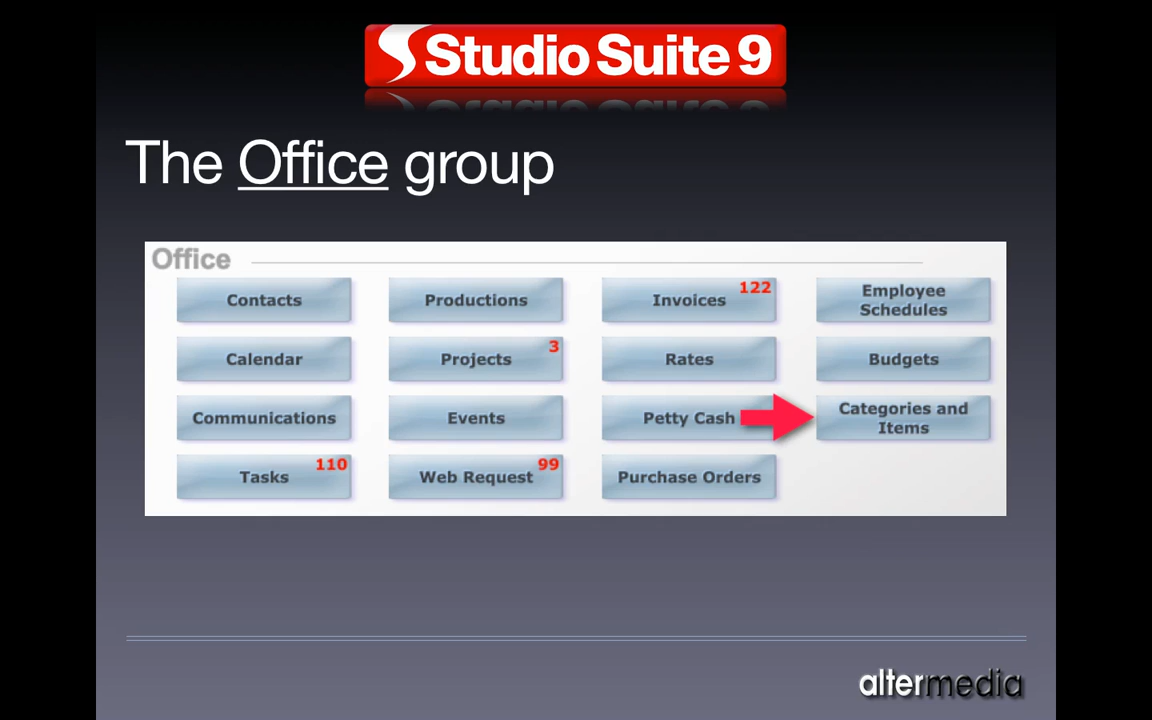 Studio Suite 9
The Office group
Office
Contacts
Productions
Invoices
122
Employee
Schedules
Calendar
Projects
3
Rates
Budgets
Communications
Events
Petty Cash
Categories and
Items
Tasks
110
Web Request
99
Purchase Orders
altermedia